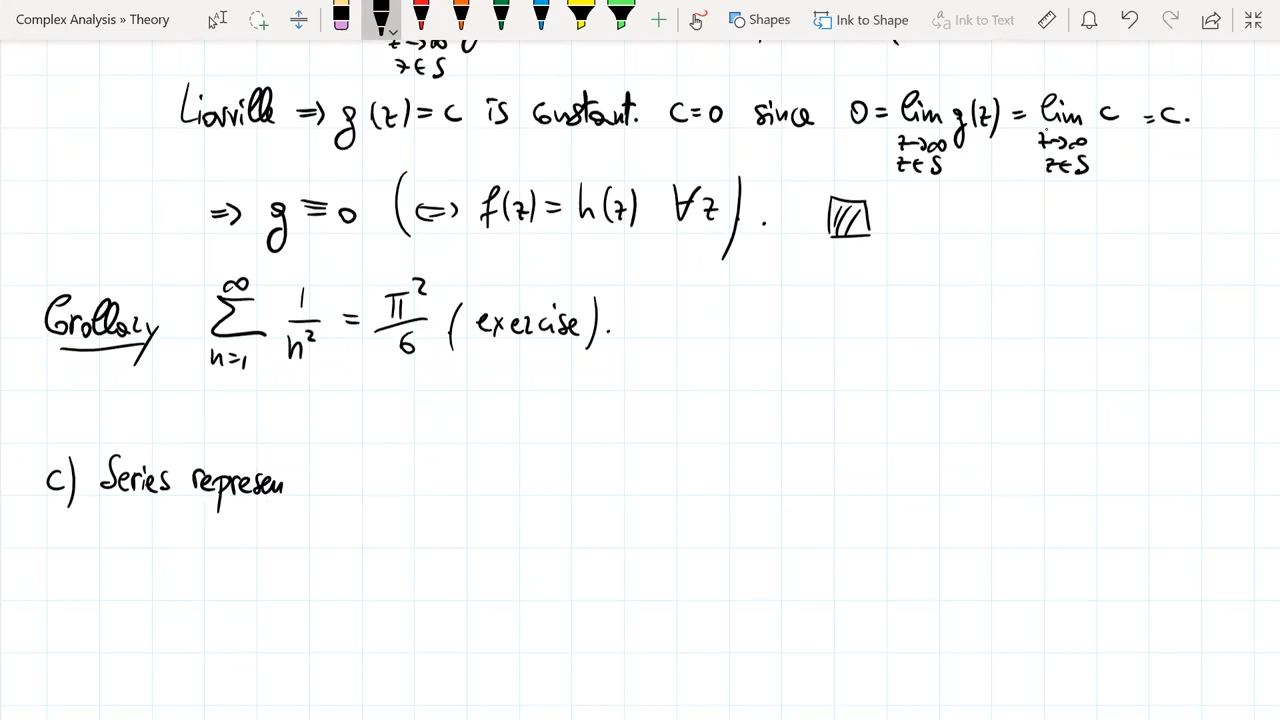 Complex Analysis » Theory
Shapes
Ink to Shape
Ink to Text
z→∞
z∈S
Liouville => g(z) = c is constant. c=0 since 0 = lim g(z) = lim c = c.
z→∞ z→∞
z∈S z∈S
=> g ≡ 0 (<=> f(z) = h(z) ∀z).
Corollary ∑_{n=1}^{∞} 1/n² = π²/6 (exercise).
c) Series represen